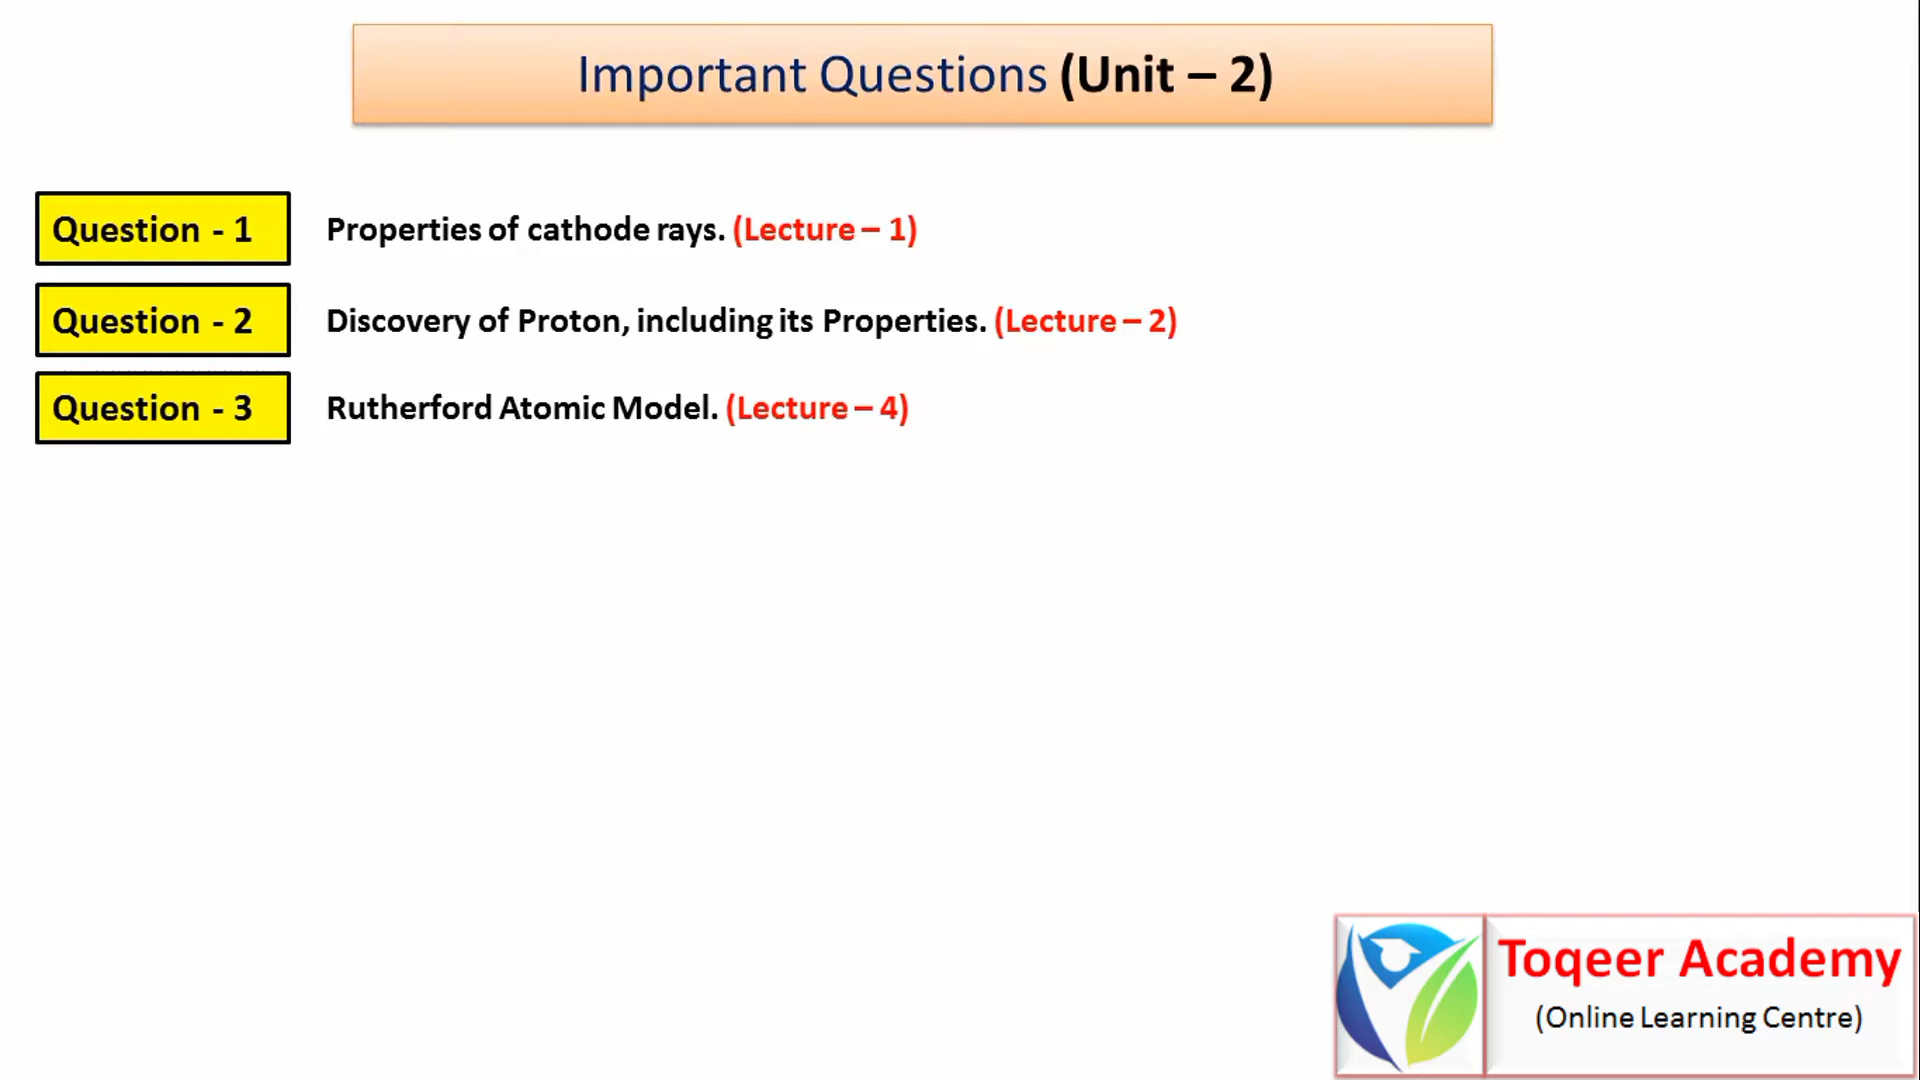 Important Questions (Unit – 2)
Question - 1 Properties of cathode rays. (Lecture – 1)
Question - 2 Discovery of Proton, including its Properties. (Lecture – 2)
Question - 3 Rutherford Atomic Model. (Lecture – 4)
Toqeer Academy
(Online Learning Centre)